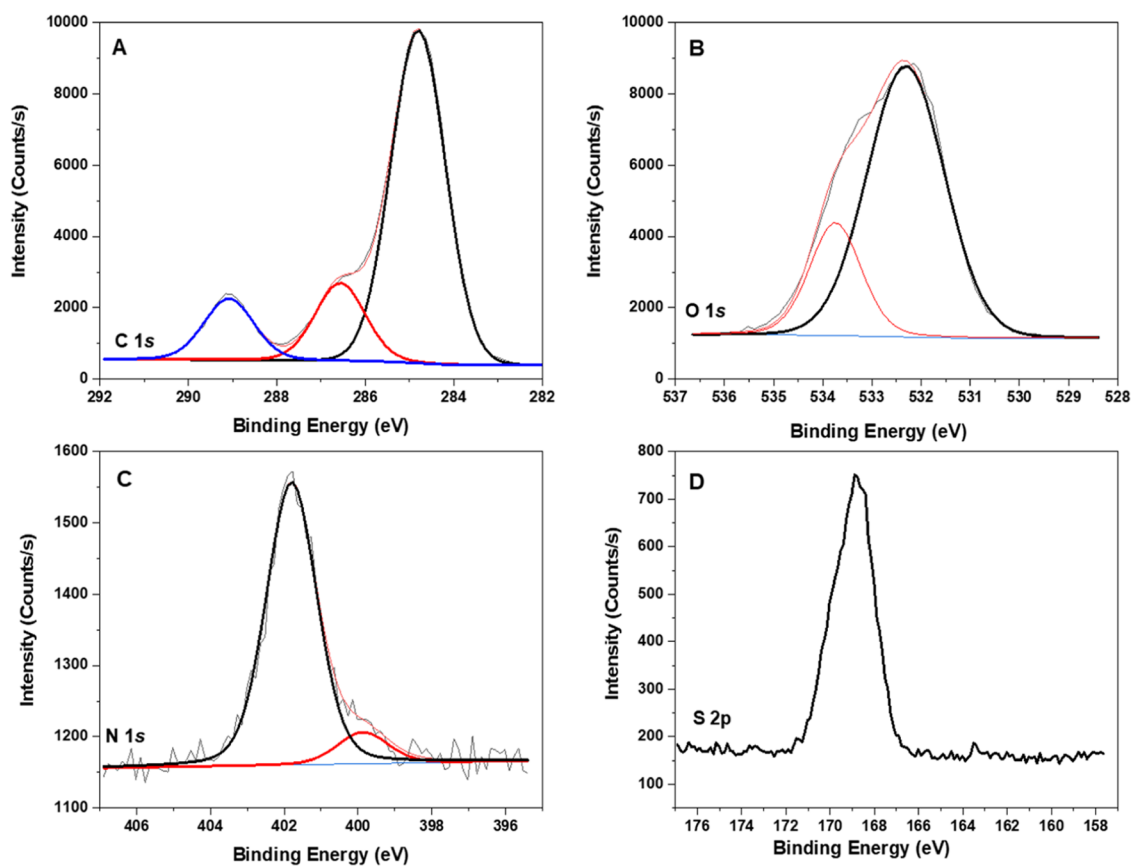 A
C 1s
Intensity (Counts/s)
10000
8000
6000
4000
2000
0
292 290 288 286 284 282
Binding Energy (eV)
B
O 1s
Intensity (Counts/s)
10000
8000
6000
4000
2000
0
537 536 535 534 533 532 531 530 529 528
Binding Energy (eV)
C
N 1s
Intensity (Counts/s)
1600
1500
1400
1300
1200
1100
406 404 402 400 398 396
Binding Energy (eV)
D
S 2p
Intensity (Counts/s)
800
700
600
500
400
300
200
150
100
176 174 172 170 168 166 164 162 160 158
Binding Energy (eV)